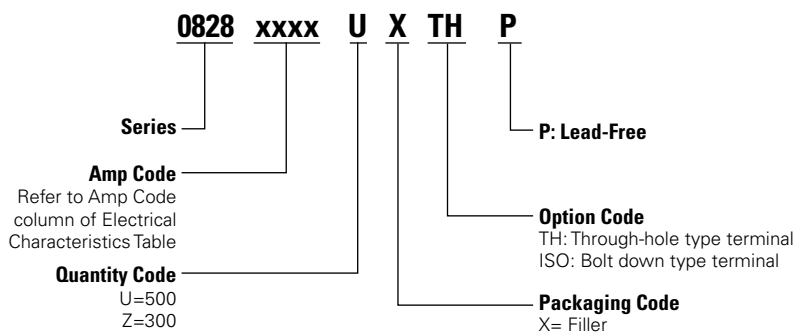 0828 xxxx U X TH P
Series
Amp Code
Refer to Amp Code
column of Electrical
Characteristics Table
Quantity Code
U=500
Z=300
P: Lead-Free
Option Code
TH: Through-hole type terminal
ISO: Bolt down type terminal
Packaging Code
X= Filler